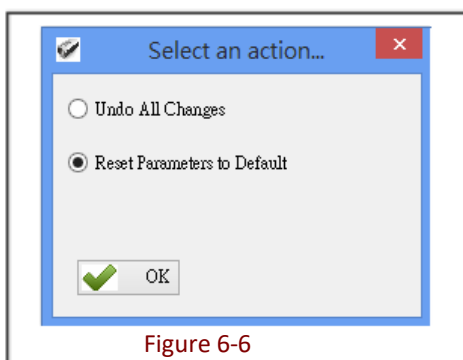 Select an action...
Undo All Changes
Reset Parameters to Default
OK
Figure 6-6